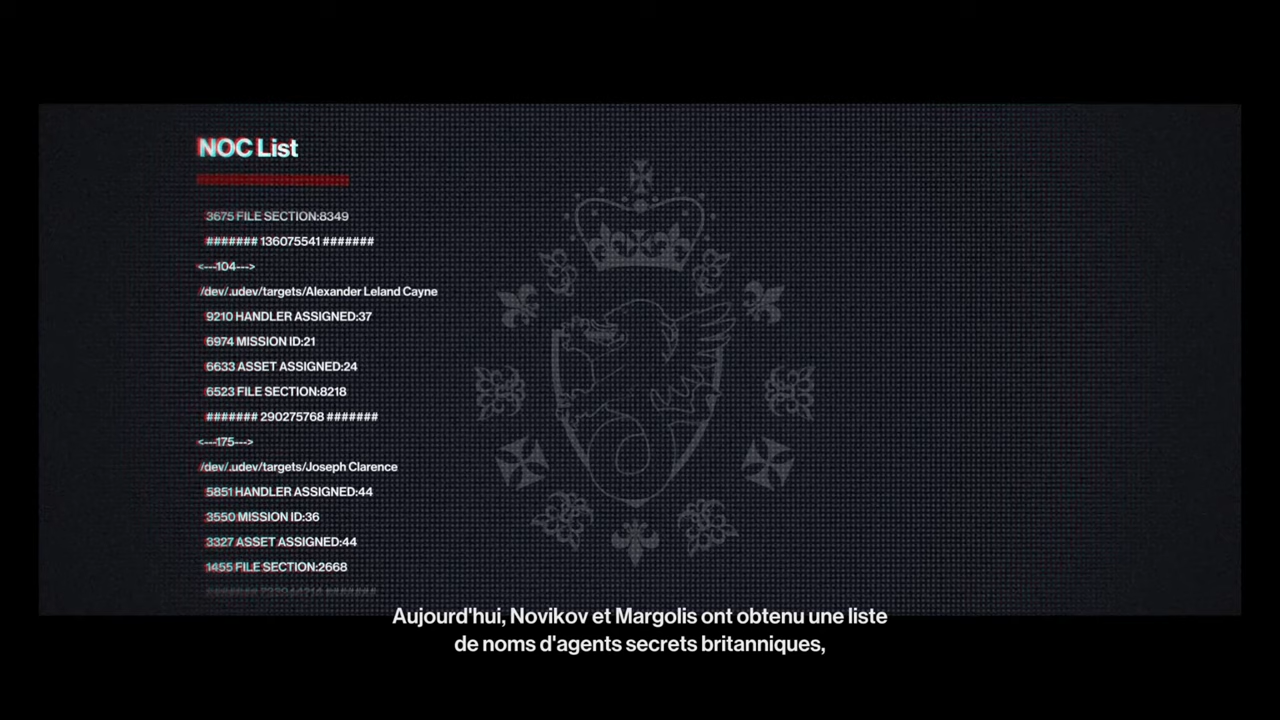 NOC List
3675 FILE SECTION:8349
####### 136075541 #######
<---104--->
/dev/.udev/targets/Alexander Leland Cayne
9210 HANDLER ASSIGNED:37
6974 MISSION ID:21
6633 ASSET ASSIGNED:24
6523 FILE SECTION:8218
####### 290275768 #######
<---175--->
/dev/.udev/targets/Joseph Clarence
5851 HANDLER ASSIGNED:44
3550 MISSION ID:36
3327 ASSET ASSIGNED:44
1455 FILE SECTION:2668
Aujourd'hui, Novikov et Margolis ont obtenu une liste
de noms d'agents secrets britanniques,